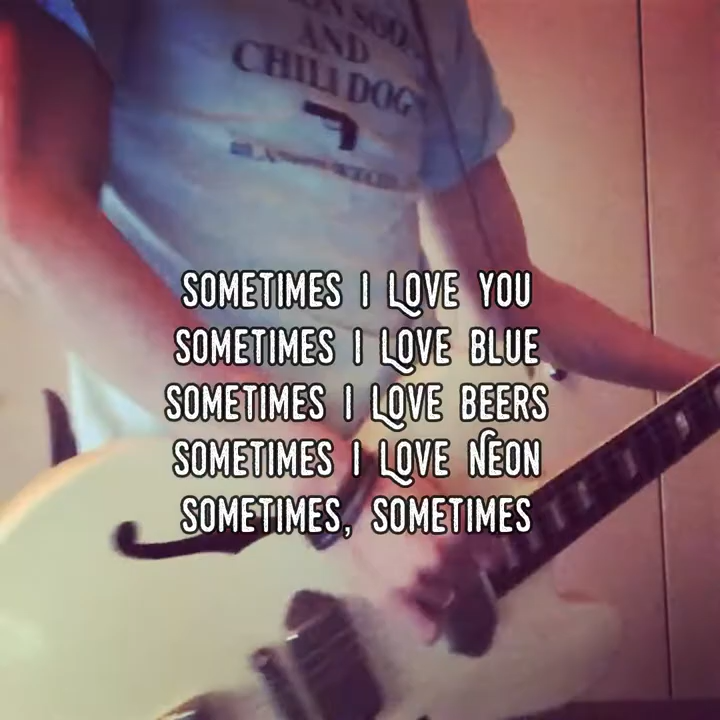 AND
CHILI DOG
SOMETIMES I LOVE YOU
SOMETIMES I LOVE BLUE
SOMETIMES I LOVE BEERS
SOMETIMES I LOVE NEON
SOMETIMES, SOMETIMES